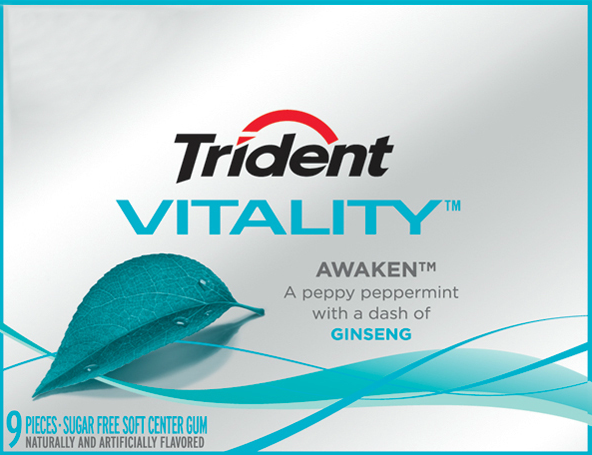 Trident
VITALITY™
AWAKEN™
A peppy peppermint
with a dash of
GINSENG
9 PIECES · SUGAR FREE SOFT CENTER GUM
NATURALLY AND ARTIFICIALLY FLAVORED